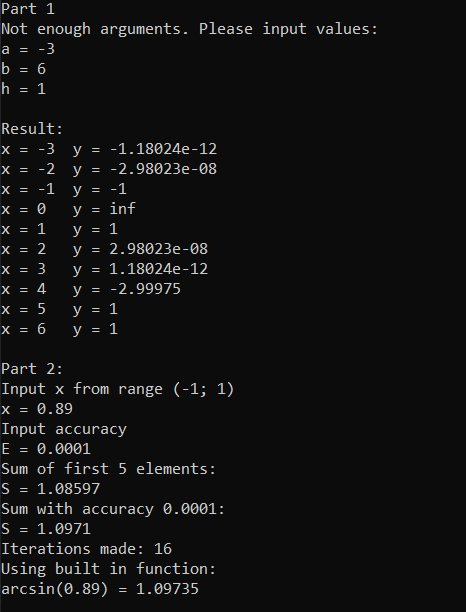 Part 1
Not enough arguments. Please input values:
a = -3
b = 6
h = 1

Result:
x = -3  y = -1.18024e-12
x = -2  y = -2.98023e-08
x = -1  y = -1
x = 0   y = inf
x = 1   y = 1
x = 2   y = 2.98023e-08
x = 3   y = 1.18024e-12
x = 4   y = -2.99975
x = 5   y = 1
x = 6   y = 1

Part 2:
Input x from range (-1; 1)
x = 0.89
Input accuracy
E = 0.0001
Sum of first 5 elements:
S = 1.08597
Sum with accuracy 0.0001:
S = 1.0971
Iterations made: 16
Using built in function:
arcsin(0.89) = 1.09735